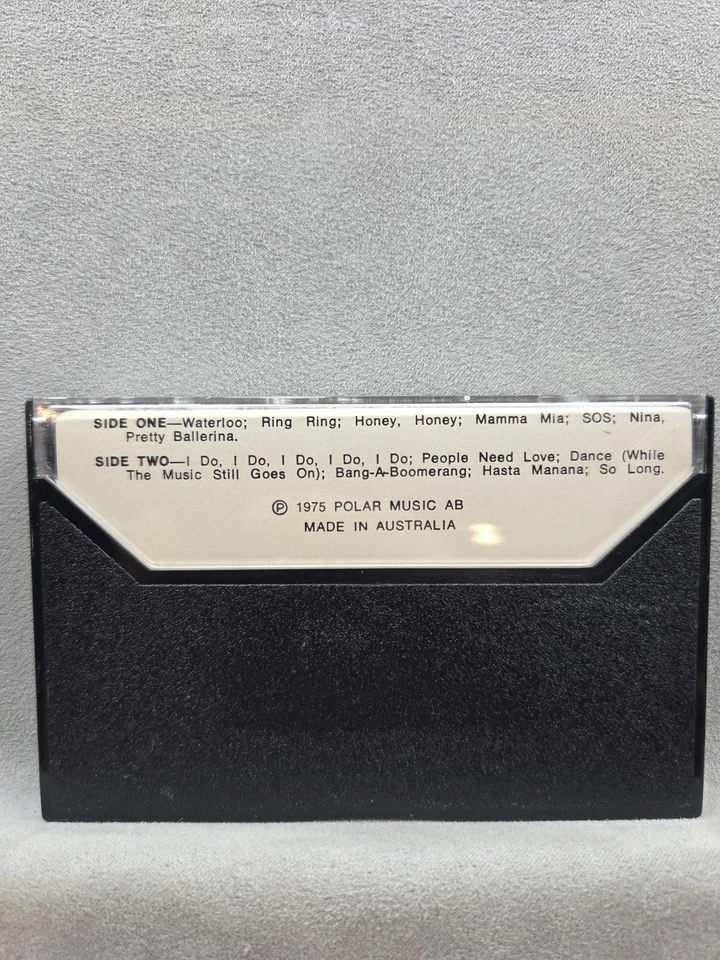 SIDE ONE—Waterloo; Ring Ring; Honey, Honey; Mamma Mia; SOS; Nina,
Pretty Ballerina.
SIDE TWO—I Do, I Do, I Do, I Do, I Do; People Need Love; Dance (While
The Music Still Goes On); Bang-A-Boomerang; Hasta Manana; So Long.
℗ 1975 POLAR MUSIC AB
MADE IN AUSTRALIA